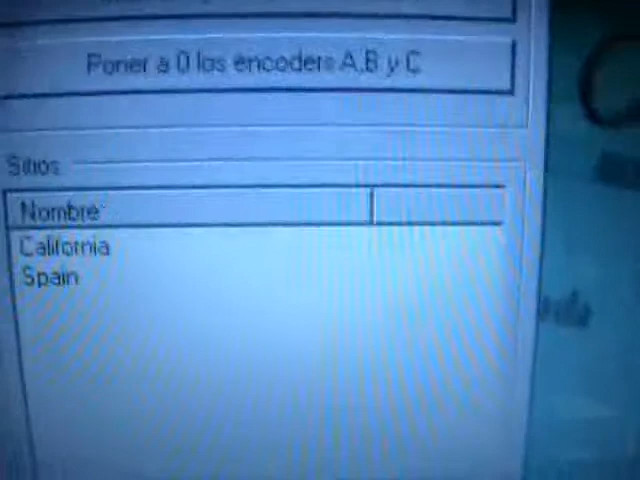 Poner a 0 los encoders A,B y C
Sitios
Nombre
California
Spain